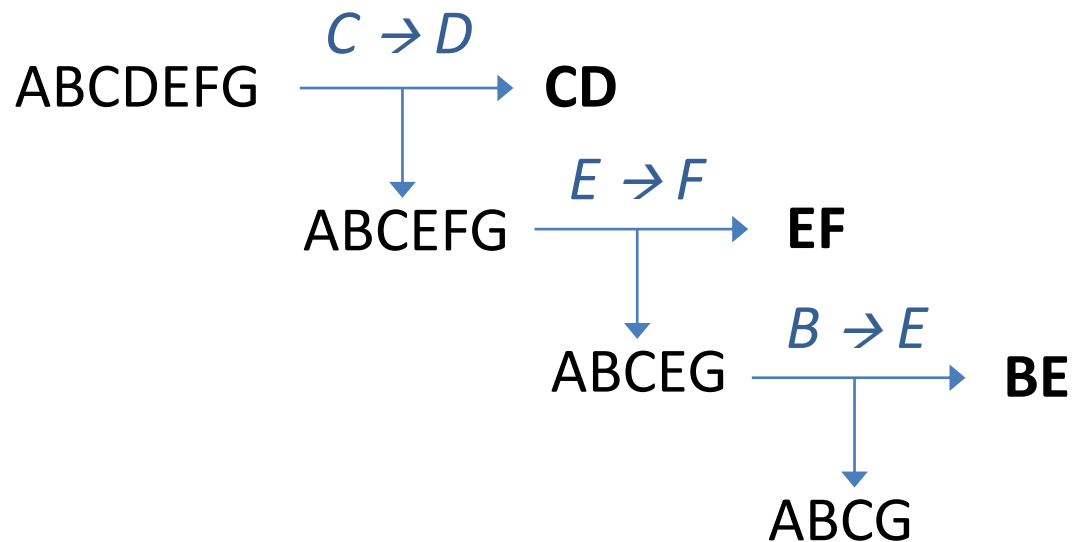 C → D
ABCDEFG CD
E → F
ABCEFG EF
B → E
ABCEG BE
ABCG